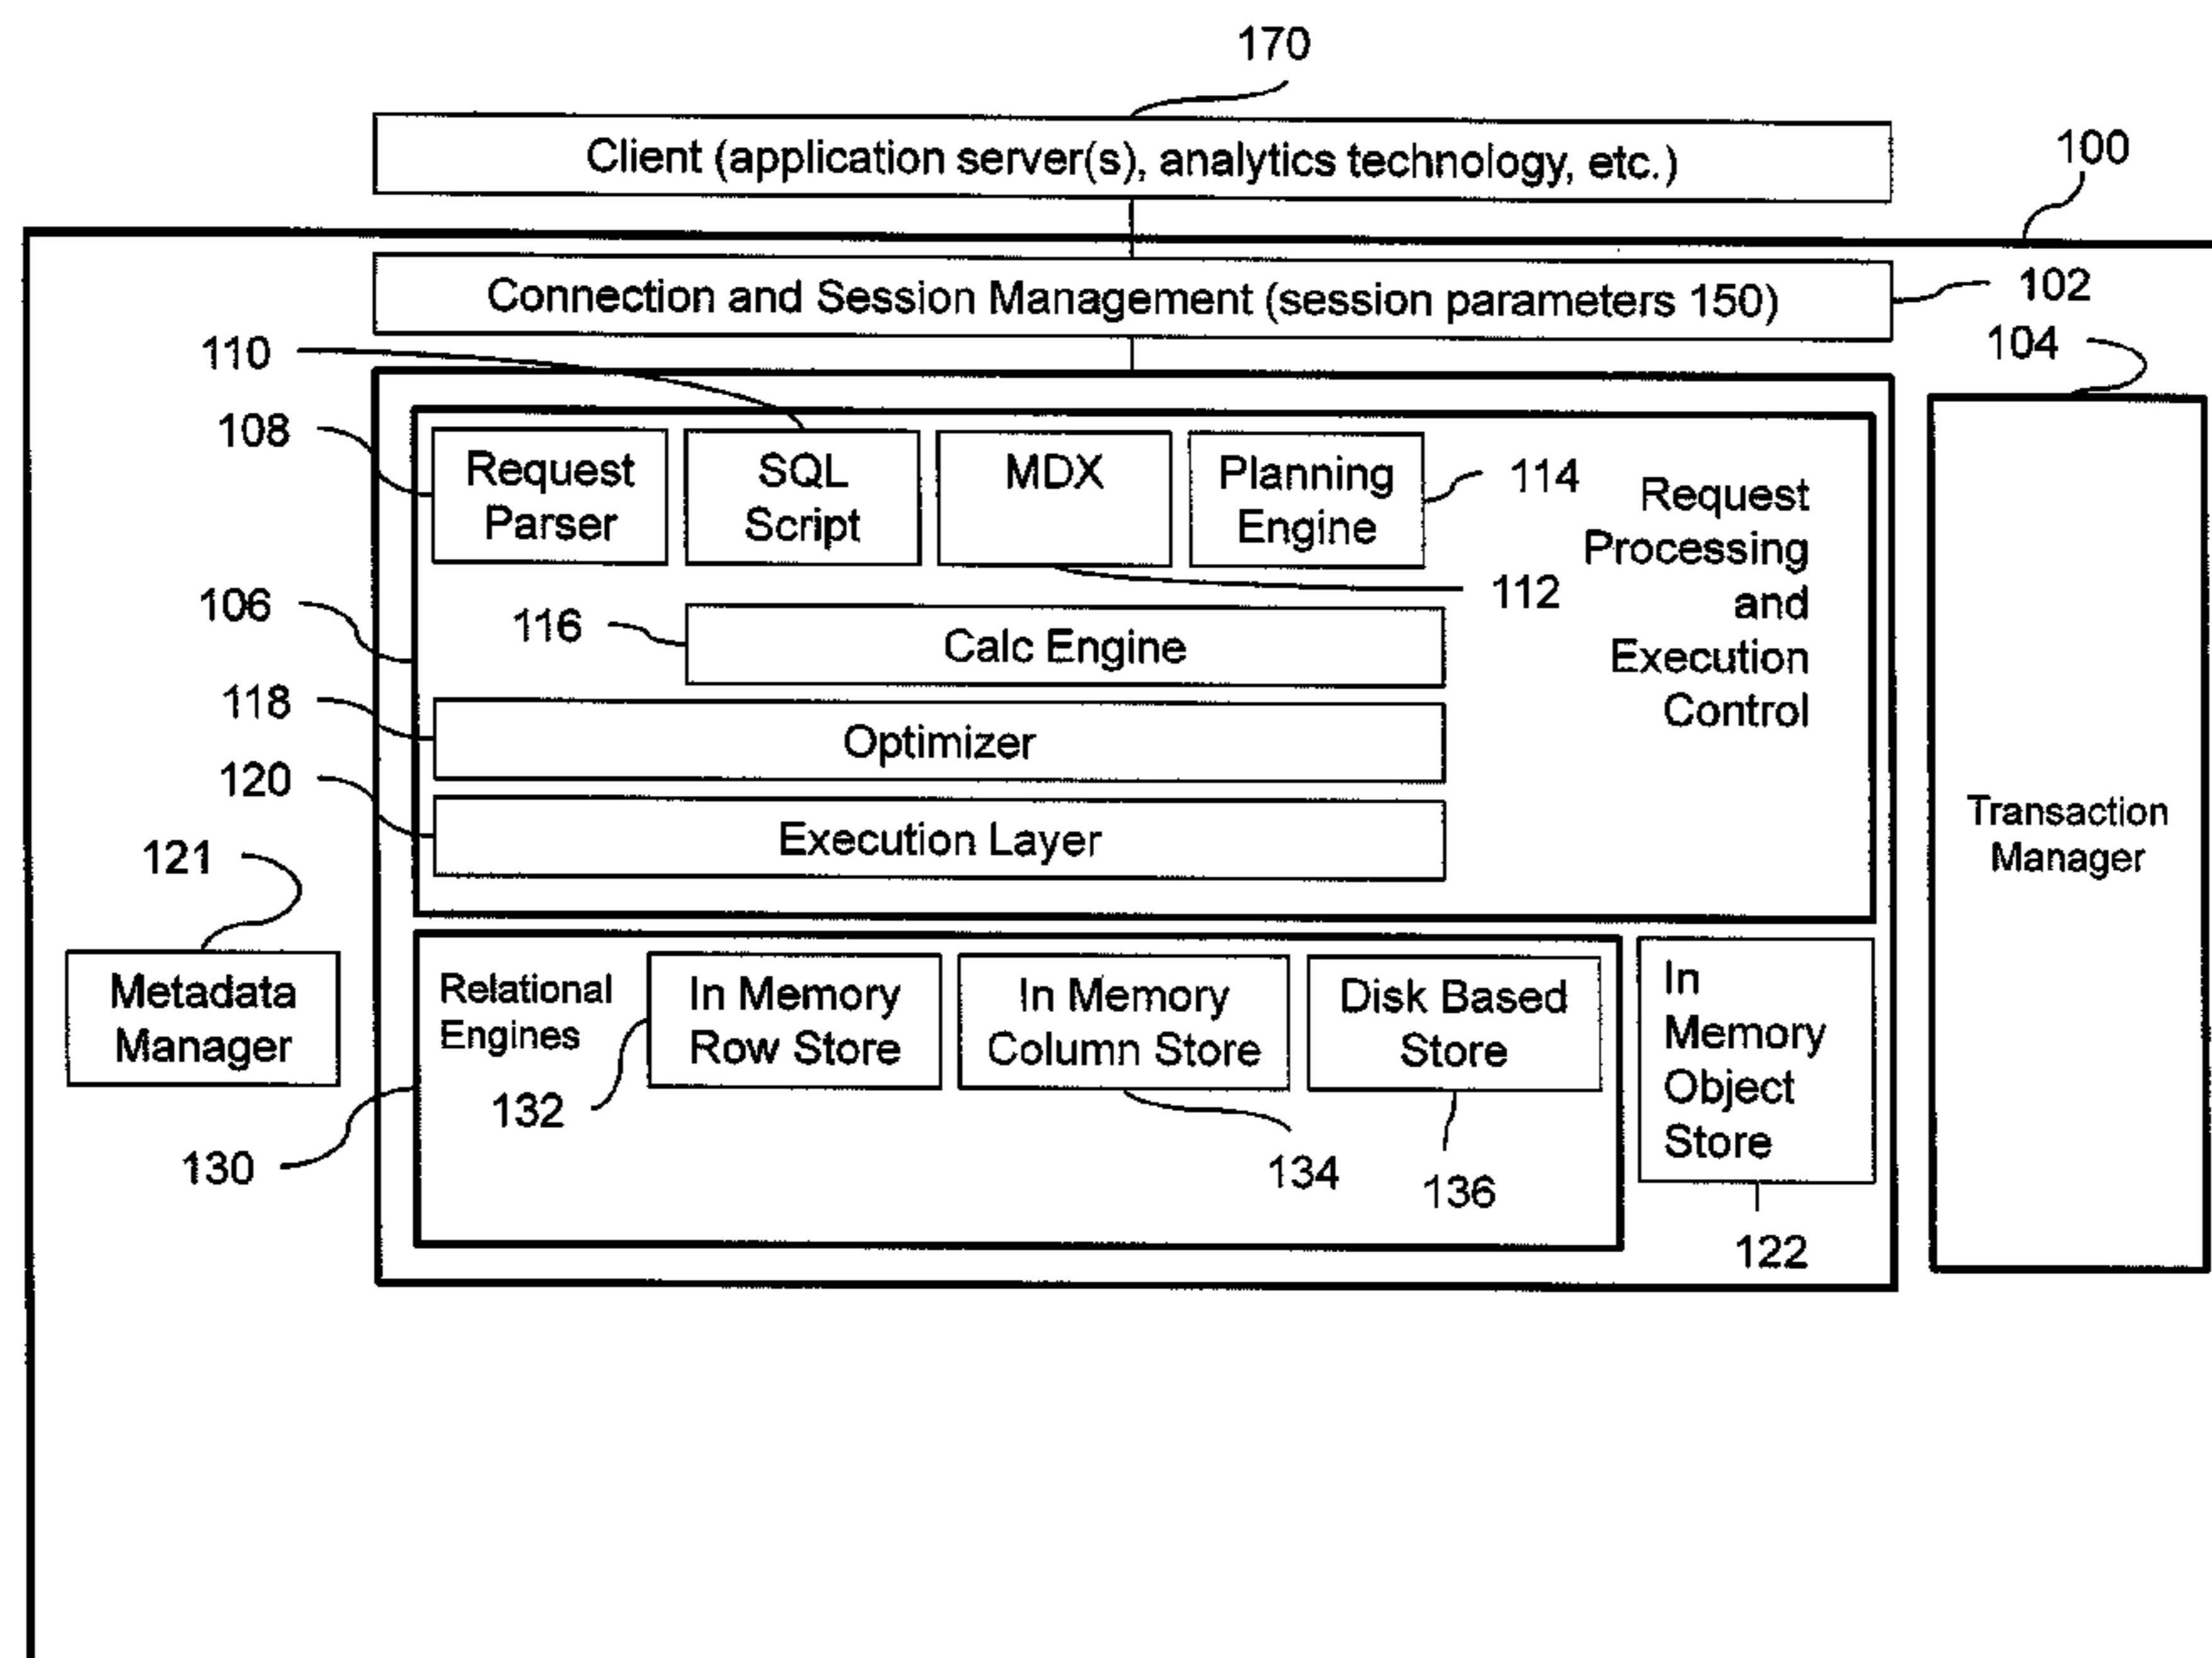 170
Client (application server(s), analytics technology, etc.)
100
Connection and Session Management (session parameters 150)
102
110
104
108
Request
Parser
SQL
Script
MDX
Planning
Engine
114
Request
Processing
and
Execution
Control
112
106
116
Calc Engine
118
Optimizer
120
Execution Layer
Transaction
Manager
121
Metadata
Manager
Relational
Engines
In Memory
Row Store
In Memory
Column Store
Disk Based
Store
In
Memory
Object
Store
132
130
134
136
122